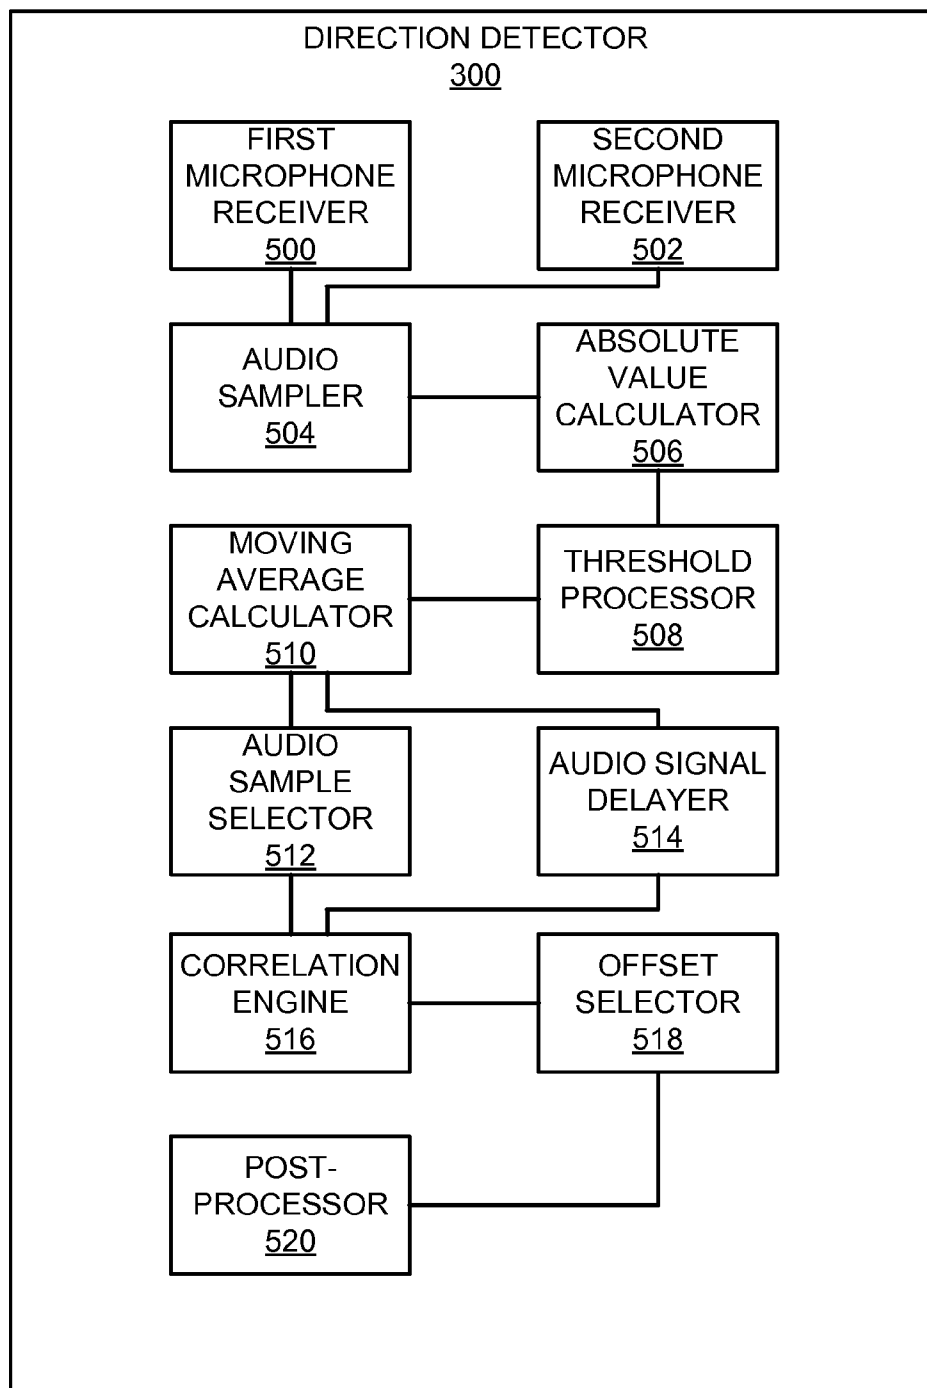 DIRECTION DETECTOR
300
FIRST
MICROPHONE
RECEIVER
500
SECOND
MICROPHONE
RECEIVER
502
AUDIO
SAMPLER
504
ABSOLUTE
VALUE
CALCULATOR
506
MOVING
AVERAGE
CALCULATOR
510
THRESHOLD
PROCESSOR
508
AUDIO
SAMPLE
SELECTOR
512
AUDIO SIGNAL
DELAYER
514
CORRELATION
ENGINE
516
OFFSET
SELECTOR
518
POST-
PROCESSOR
520